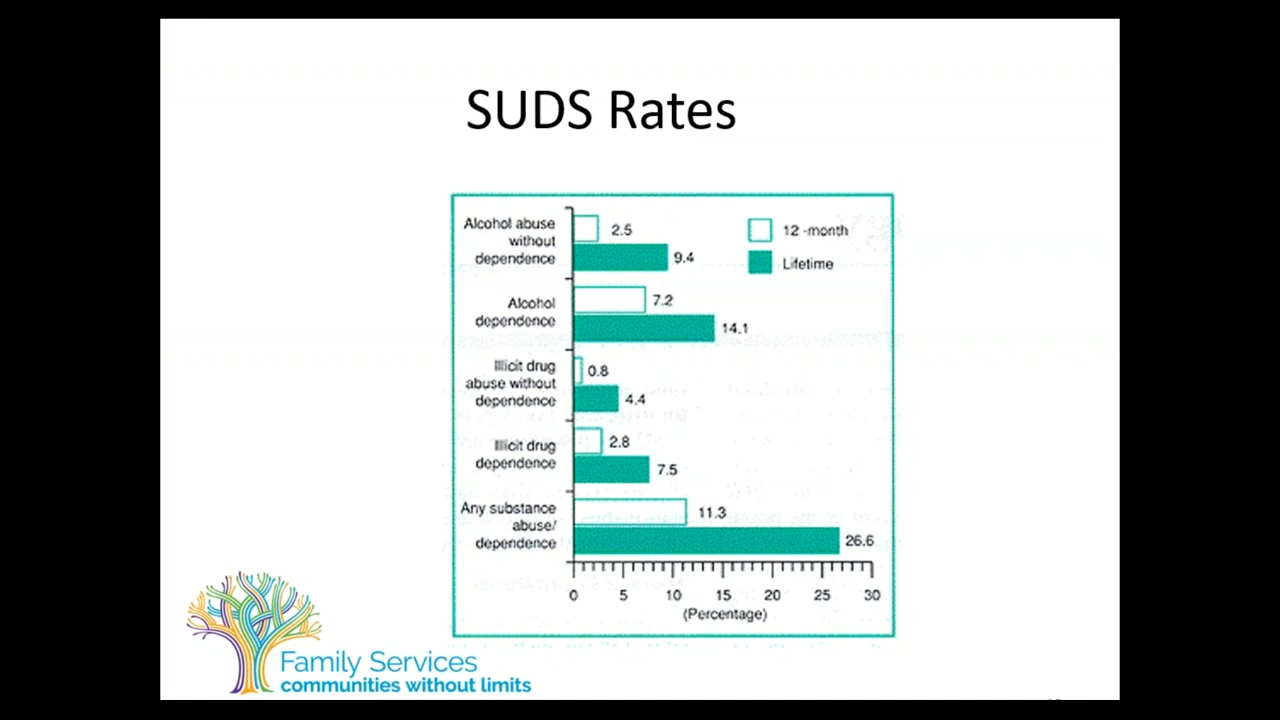 SUDS Rates
Alcohol abuse
without
dependence
2.5
9.4
12 -month
Lifetime
Alcohol
dependence
7.2
14.1
Illicit drug
abuse without
dependence
0.8
4.4
Illicit drug
dependence
2.8
7.5
Any substance
abuse/
dependence
11.3
26.6
0 5 10 15 20 25 30
(Percentage)
Family Services
communities without limits